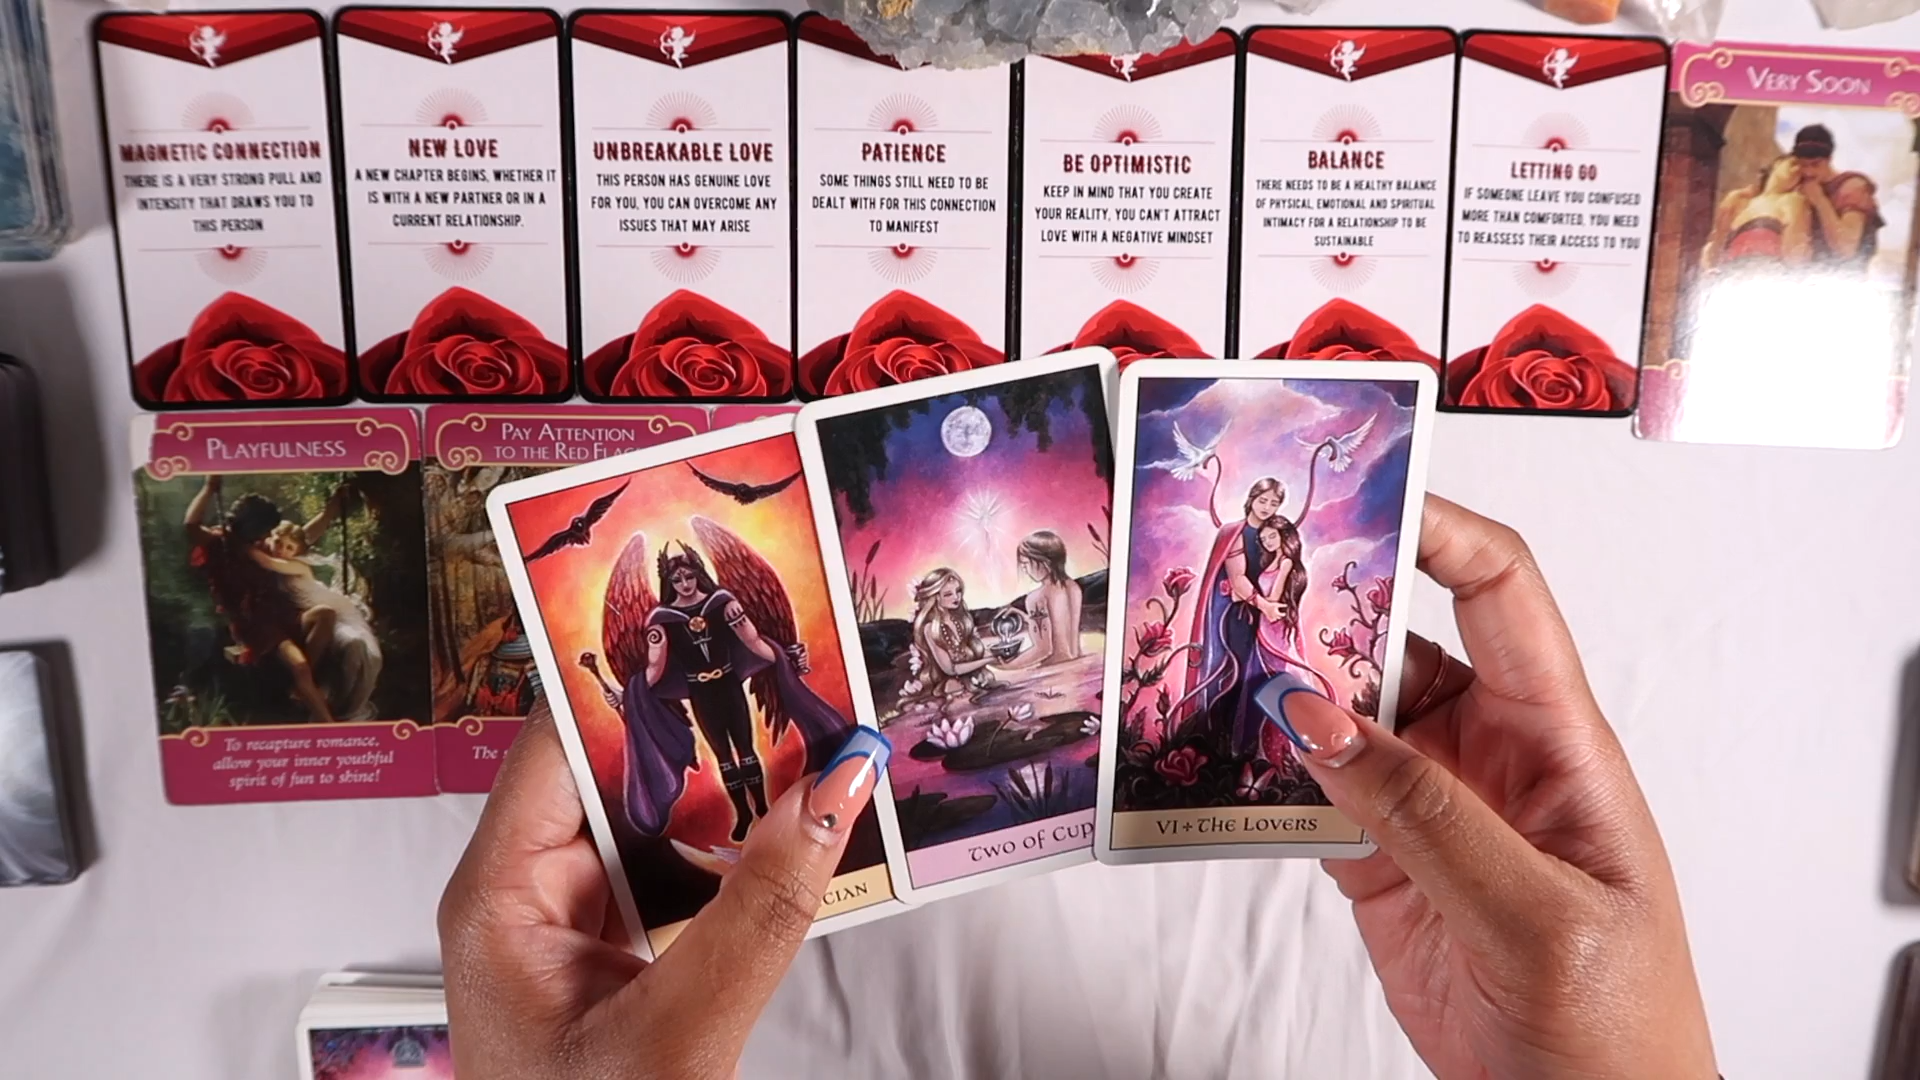 MAGNETIC CONNECTION
THERE IS A VERY STRONG PULL AND
INTENSITY THAT DRAWS YOU TO
THIS PERSON
NEW LOVE
A NEW CHAPTER BEGINS, WHETHER IT
IS WITH A NEW PARTNER OR IN A
CURRENT RELATIONSHIP.
UNBREAKABLE LOVE
THIS PERSON HAS GENUINE LOVE
FOR YOU, YOU CAN OVERCOME ANY
ISSUES THAT MAY ARISE
PATIENCE
SOME THINGS STILL NEED TO BE
DEALT WITH FOR THIS CONNECTION
TO MANIFEST
BE OPTIMISTIC
KEEP IN MIND THAT YOU CREATE
YOUR REALITY, YOU CAN'T ATTRACT
LOVE WITH A NEGATIVE MINDSET
BALANCE
THERE NEEDS TO BE A HEALTHY BALANCE
OF PHYSICAL, EMOTIONAL AND SPIRITUAL
INTIMACY FOR A RELATIONSHIP TO BE
SUSTAINABLE
LETTING GO
IF SOMEONE LEAVE YOU CONFUSED
MORE THAN COMFORTED, YOU NEED
TO REASSESS THEIR ACCESS TO YOU
VERY SOON
PLAYFULNESS
To recapture romance,
allow your inner youthful
spirit of fun to shine!
PAY ATTENTION
TO THE RED FLAG
The
CIAN
TWO OF CUP
VI THE LOVERS